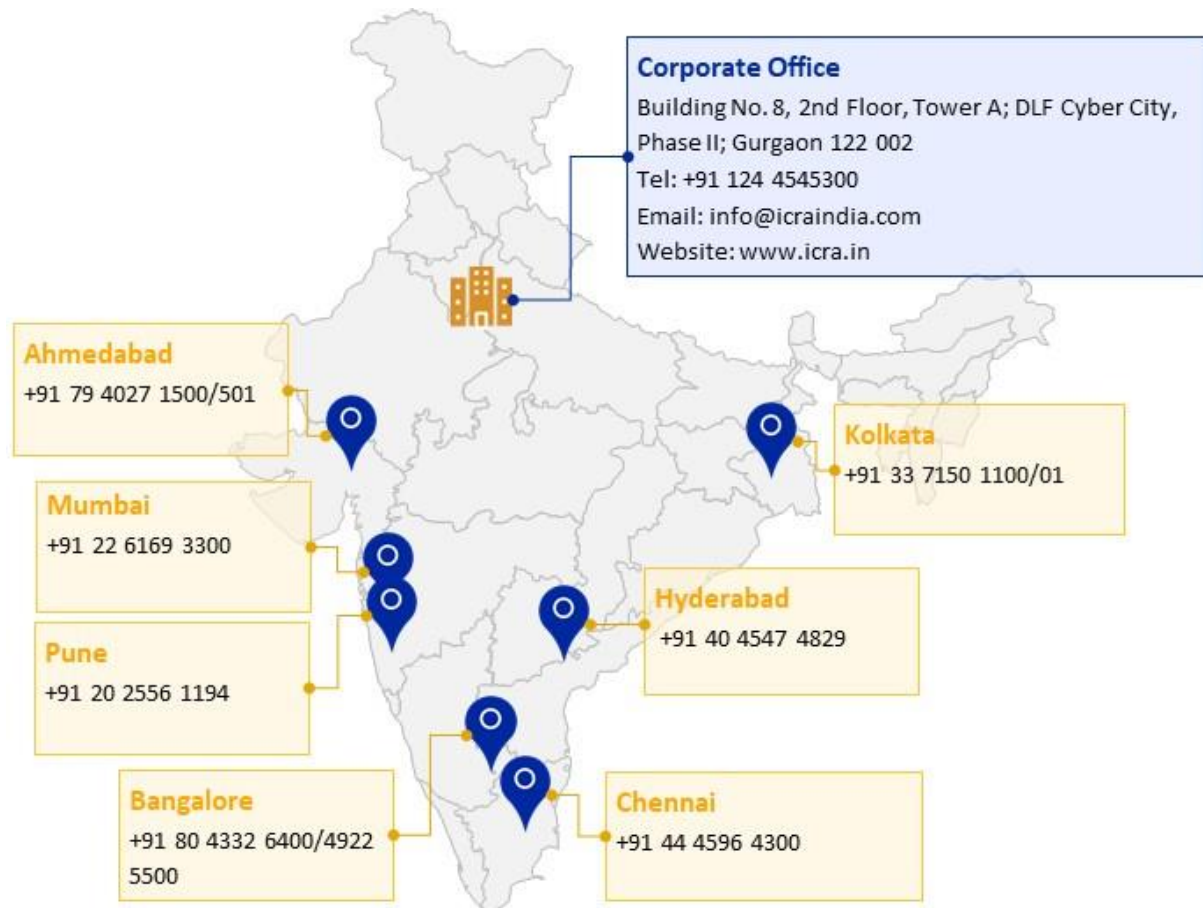 Corporate Office
Building No. 8, 2nd Floor, Tower A; DLF Cyber City,
Phase II; Gurgaon 122 002
Tel: +91 124 4545300
Email: info@icraindia.com
Website: www.icra.in
Ahmedabad
+91 79 4027 1500/501
Kolkata
+91 33 7150 1100/01
Mumbai
+91 22 6169 3300
Hyderabad
+91 40 4547 4829
Pune
+91 20 2556 1194
Bangalore
+91 80 4332 6400/4922
5500
Chennai
+91 44 4596 4300